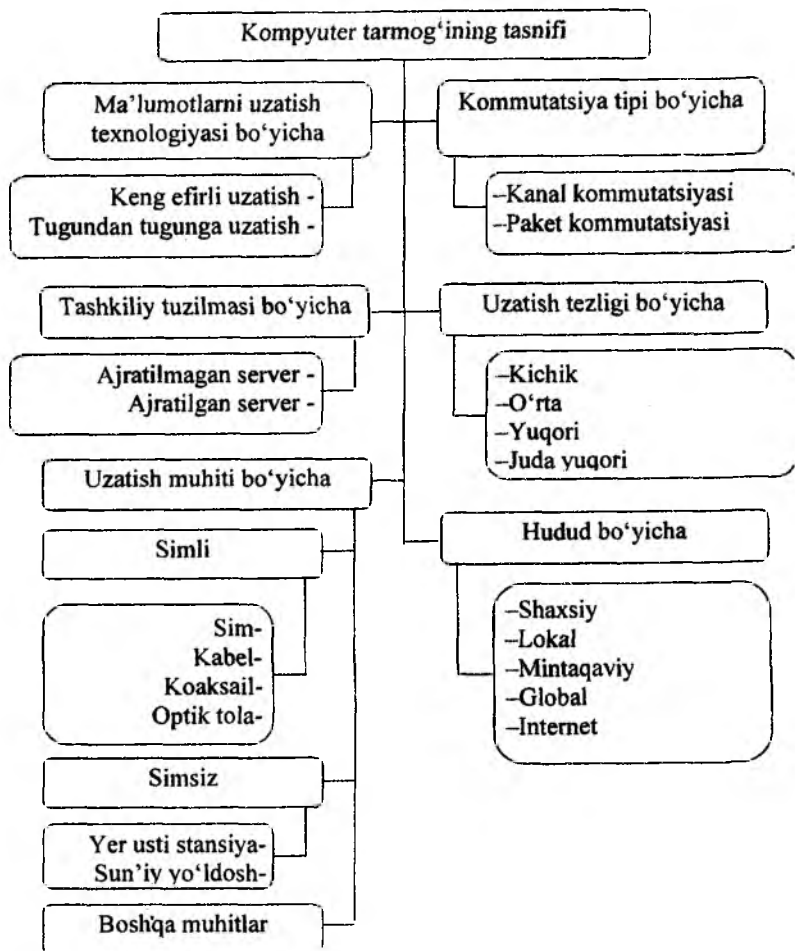 Kompyuter tarmog‘ining tasnifi
Ma’lumotlarni uzatish
texnologiyasi bo‘yicha
Keng efirli uzatish -
Tugundan tugunga uzatish -
Kommutatsiya tipi bo‘yicha
–Kanal kommutatsiyasi
–Paket kommutatsiyasi
Tashkiliy tuzilmasi bo‘yicha
Ajratilmagan server -
Ajratilgan server -
Uzatish tezligi bo‘yicha
–Kichik
–O‘rta
–Yuqori
–Juda yuqori
Uzatish muhiti bo‘yicha
Simli
Sim-
Kabel-
Koaksail-
Optik tola-
Simsiz
Yer usti stansiya-
Sun’iy yo‘ldosh-
Boshqa muhitlar
Hudud bo‘yicha
–Shaxsiy
–Lokal
–Mintaqaviy
–Global
–Internet